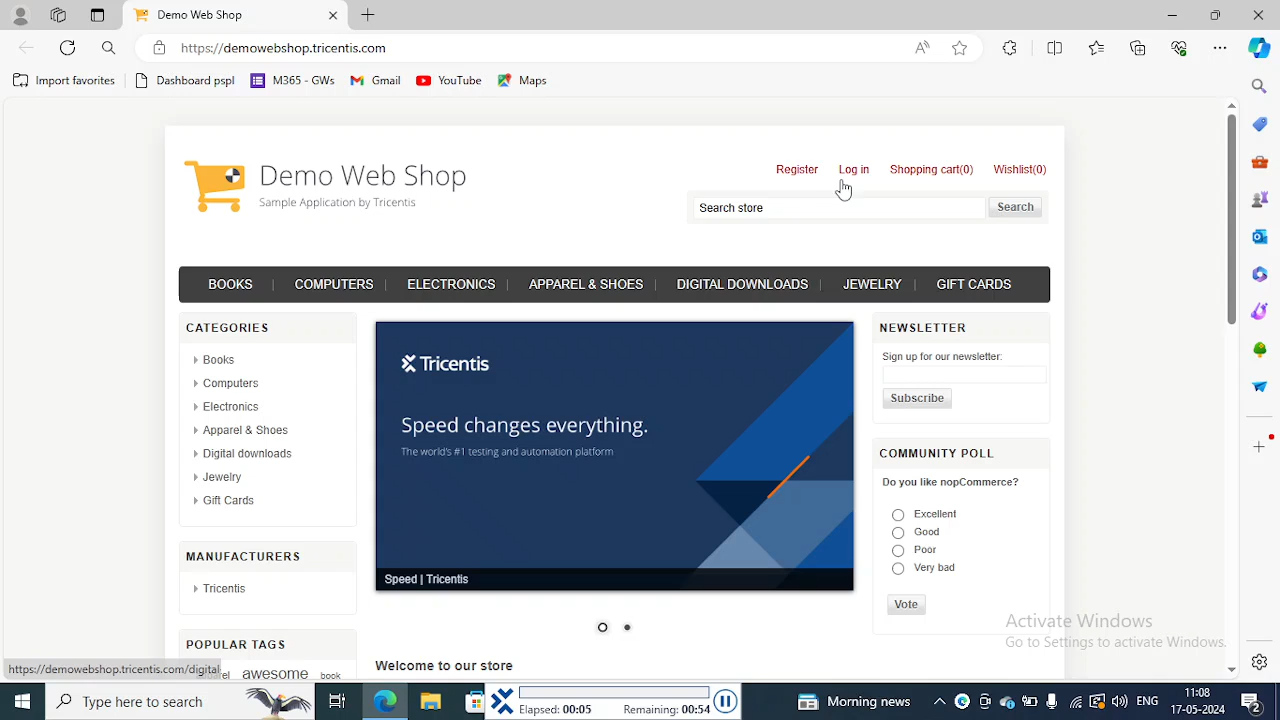 Demo Web Shop
https://demowebshop.tricentis.com
Import favorites
Dashboard pspl
M365 - GWs
Gmail
YouTube
Maps
Demo Web Shop
Sample Application by Tricentis
Register
Log in
Shopping cart(0)
Wishlist(0)
Search store
Search
BOOKS
COMPUTERS
ELECTRONICS
APPAREL & SHOES
DIGITAL DOWNLOADS
JEWELRY
GIFT CARDS
CATEGORIES
Books
Computers
Electronics
Apparel & Shoes
Digital downloads
Jewelry
Gift Cards
MANUFACTURERS
Tricentis
POPULAR TAGS
awesome
book
Tricentis
Speed changes everything.
The world's #1 testing and automation platform
Speed | Tricentis
Welcome to our store
NEWSLETTER
Sign up for our newsletter:
Subscribe
COMMUNITY POLL
Do you like nopCommerce?
Excellent
Good
Poor
Very bad
Vote
Activate Windows
Go to Settings to activate Windows.
https://demowebshop.tricentis.com/digital
Type here to search
Elapsed: 00:05
Remaining: 00:54
Morning news
ENG
11:08
17-05-2024
2